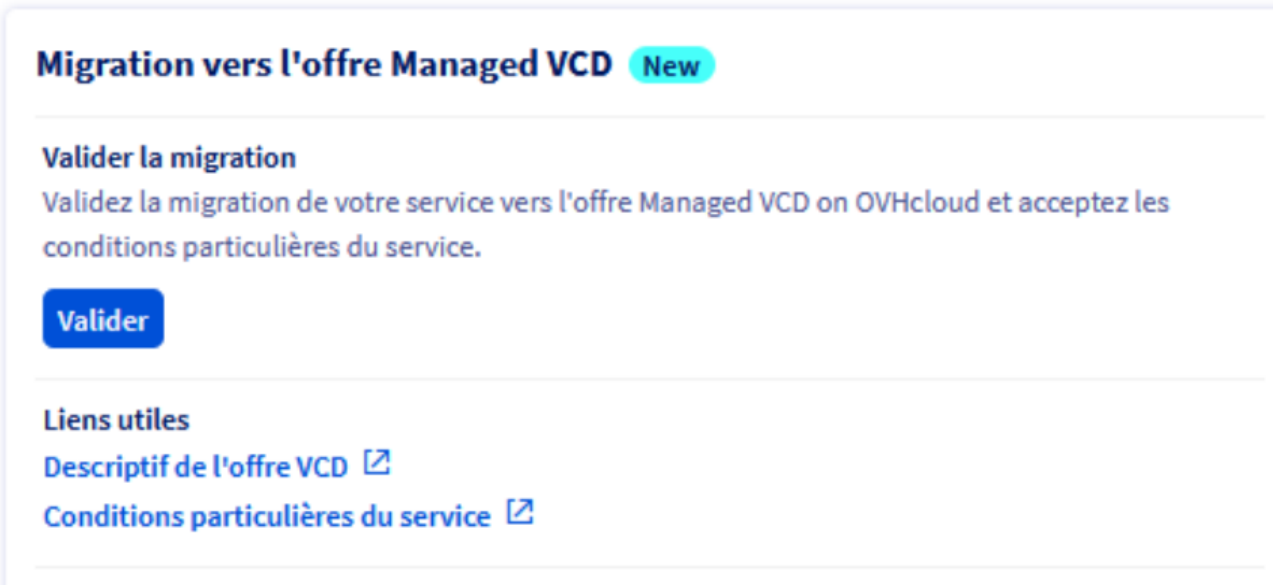 Migration vers l'offre Managed VCD New
Valider la migration
Validez la migration de votre service vers l'offre Managed VCD on OVHcloud et acceptez les
conditions particulières du service.
Valider
Liens utiles
Descriptif de l'offre VCD
Conditions particulières du service